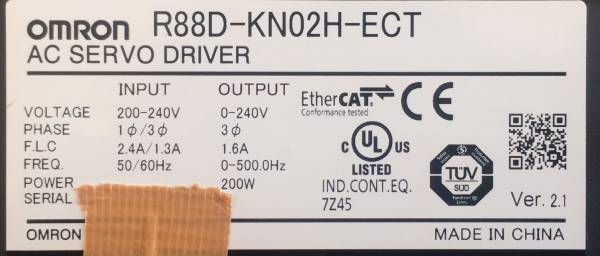 OMRON R88D-KN02H-ECT
AC SERVO DRIVER
INPUT OUTPUT
VOLTAGE 200-240V 0-240V
PHASE 1ϕ/3ϕ 3ϕ
F.L.C 2.4A/1.3A 1.6A
FREQ. 50/60Hz 0-500.0Hz
POWER 200W
SERIAL
EtherCAT
Conformance tested
CE
C UL US
LISTED
IND.CONT.EQ.
7Z45
TÜV
SÜD
Ver. 2.1
OMRON
MADE IN CHINA